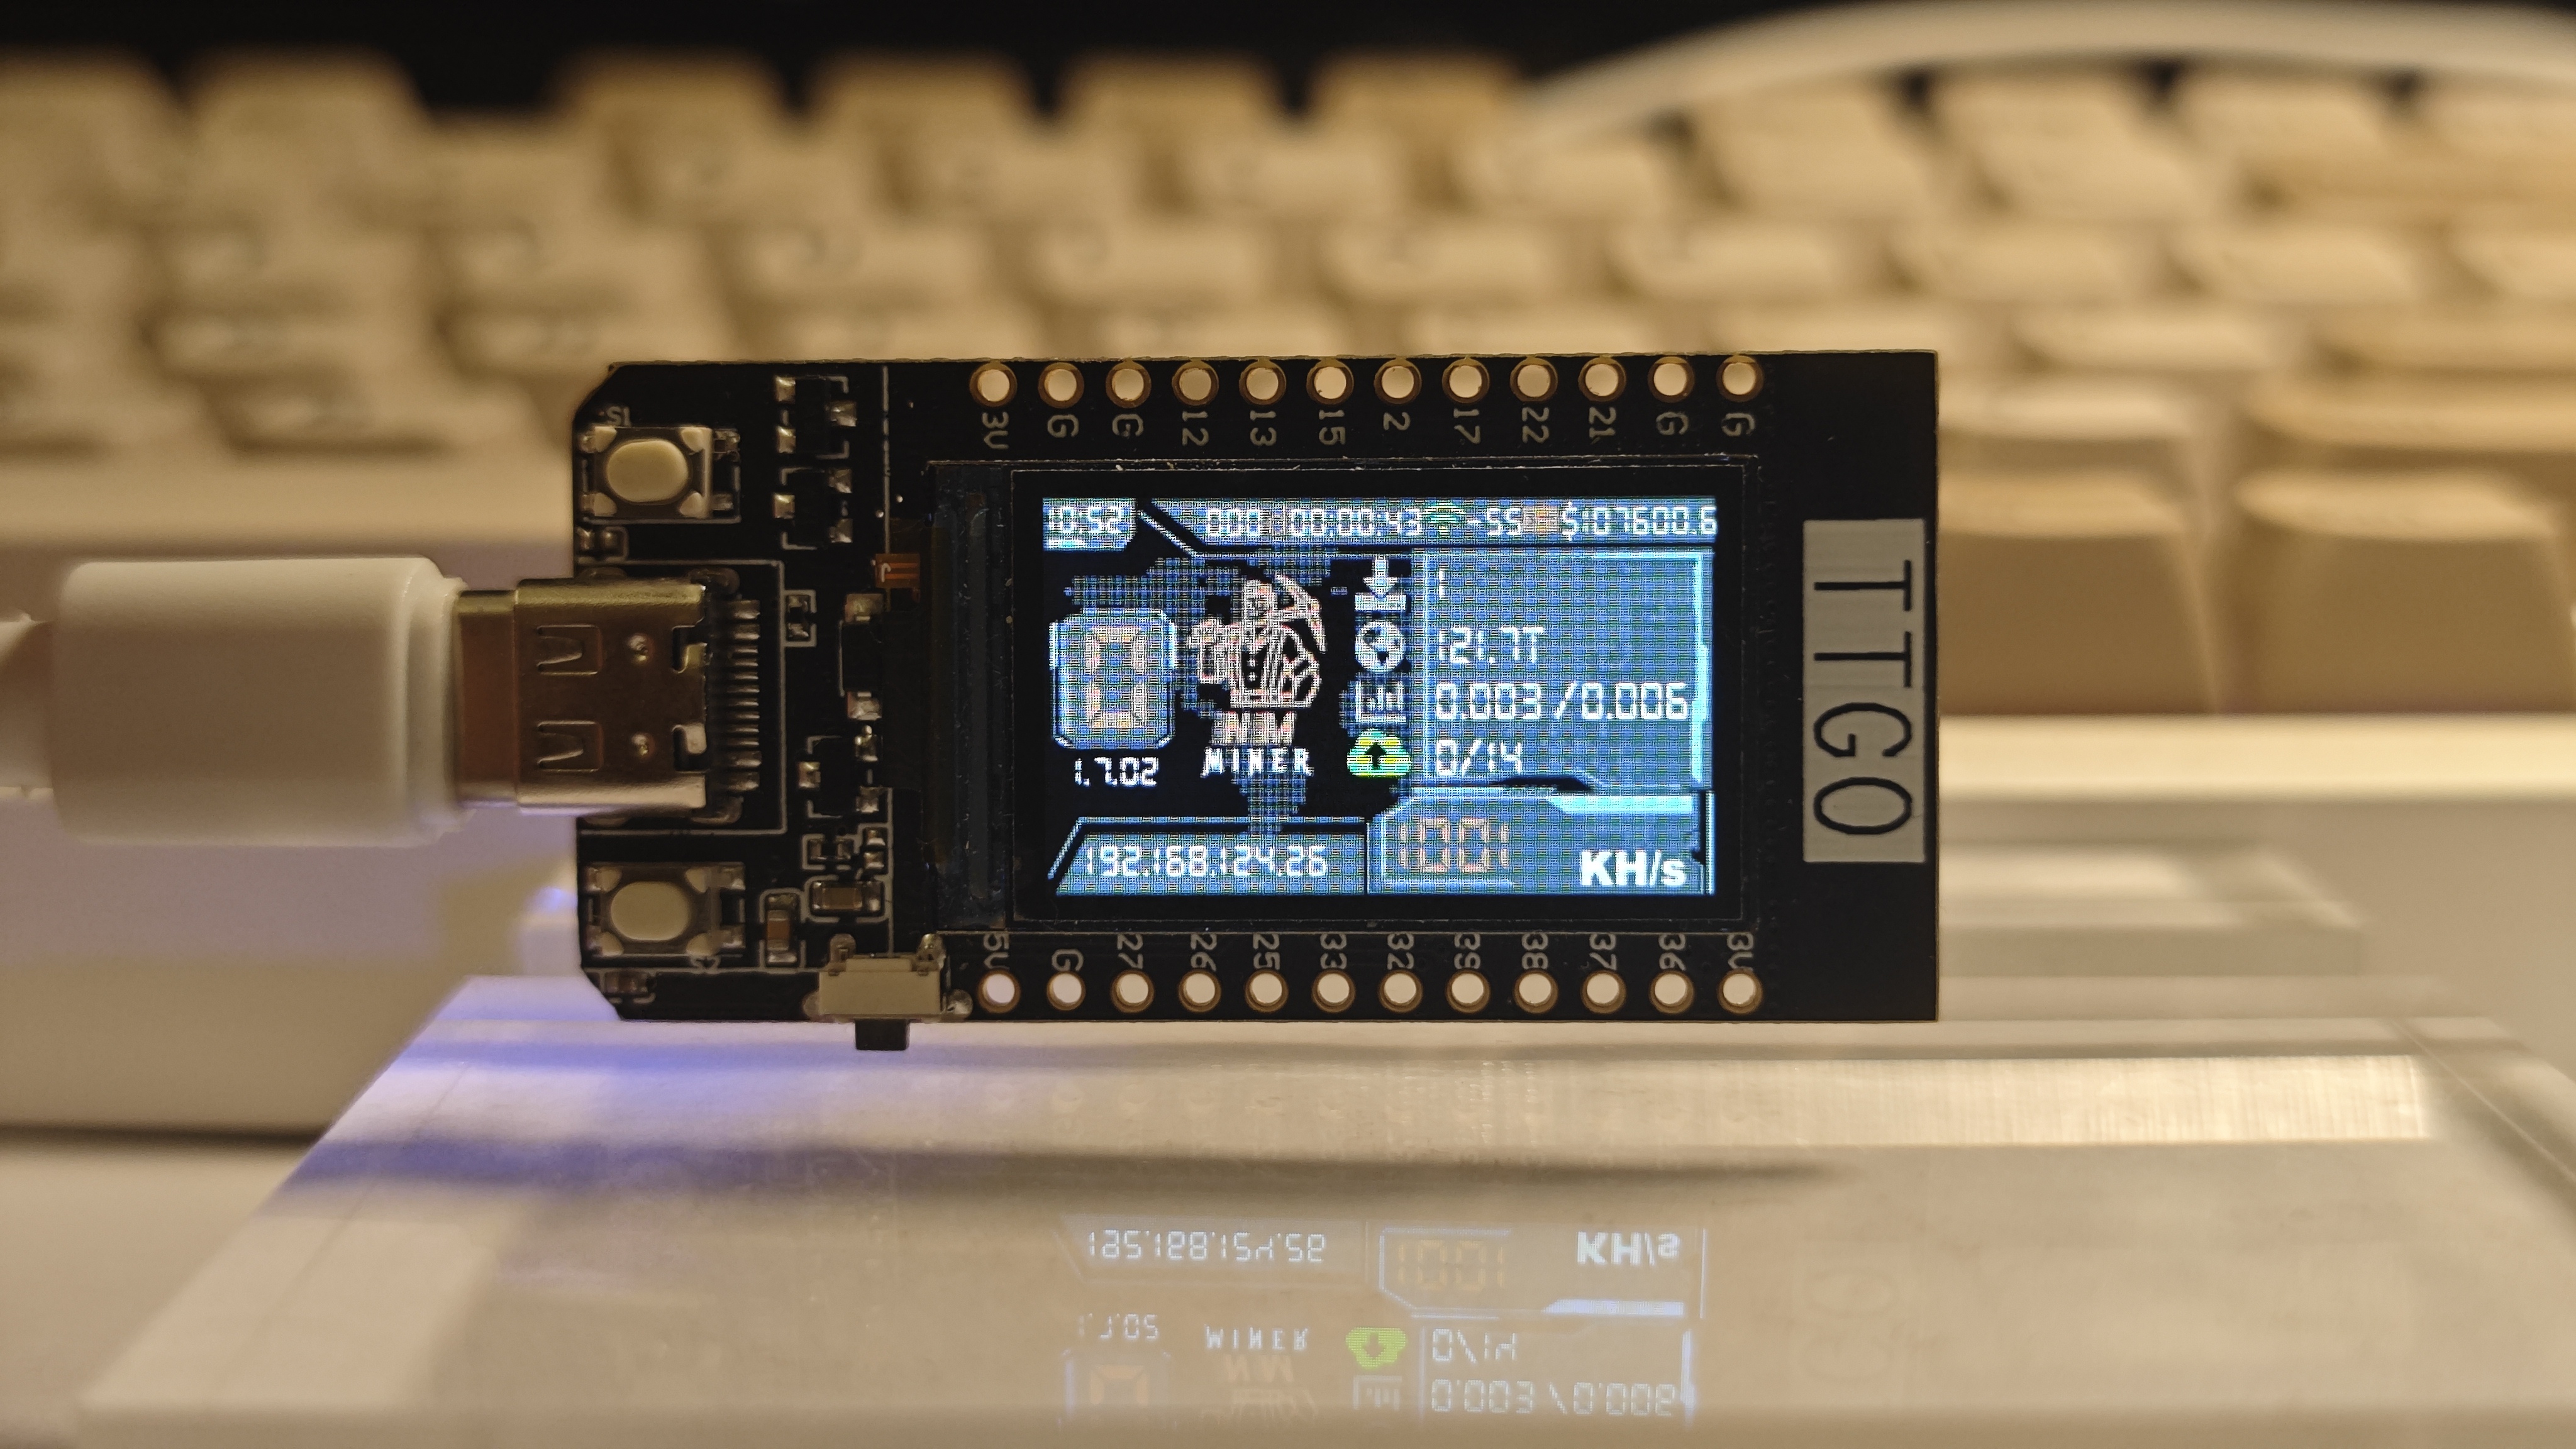 S1
3V G G 12 13 15 2 17 22 21 G G
10:52 000 00:00:43 -55 $107600.6
1
121.7T
0.003 /0.006
0/14
0
NM
MINER
1.7.02
192.168.124.26
1001 KH/s
TTGO
5V G 27 26 25 33 32 39 38 37 36 3V